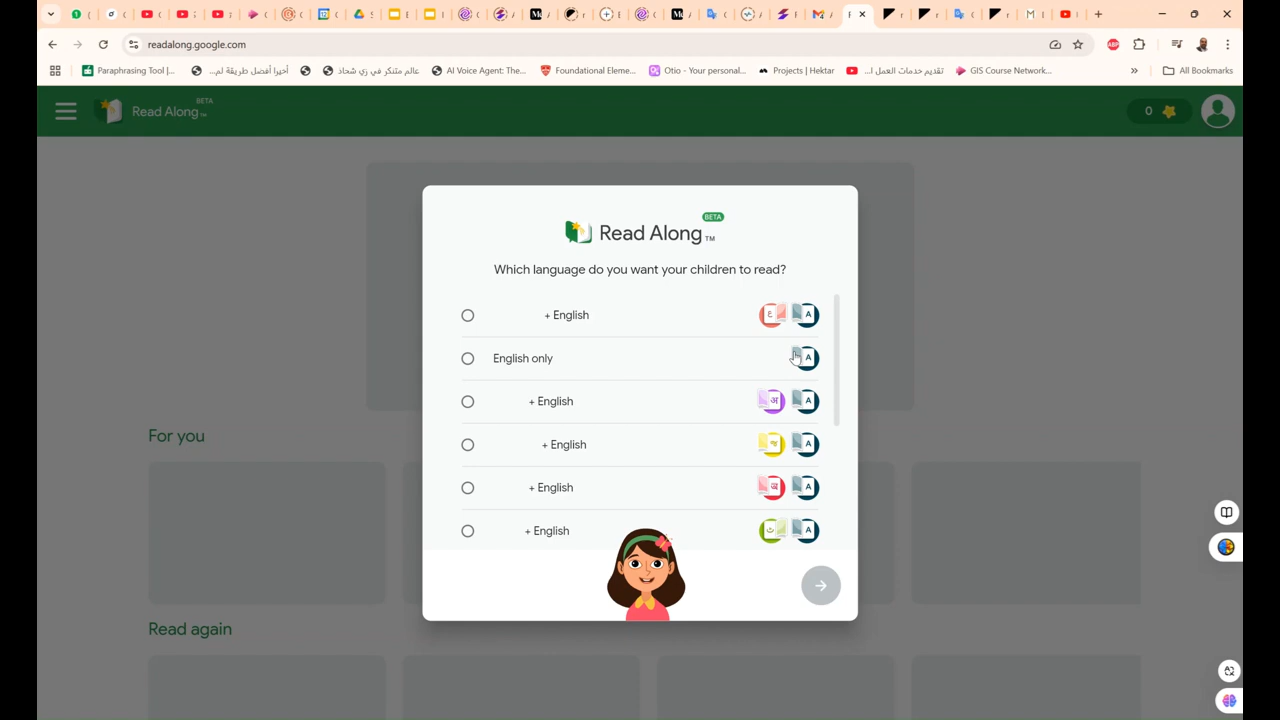 readalong.google.com
Paraphrasing Tool |...
أخيرا أفضل طريقة لم...
عالم متنكر في زي شحاذ
AI Voice Agent: The...
Foundational Eleme...
Otio - Your personal...
Projects | Hektar
تقديم خدمات العمل ا...
GIS Course Network...
All Bookmarks
Read Along™ BETA
0
Read Along™ BETA
Which language do you want your children to read?
+ English
English only
+ English
+ English
+ English
+ English
For you
Read again